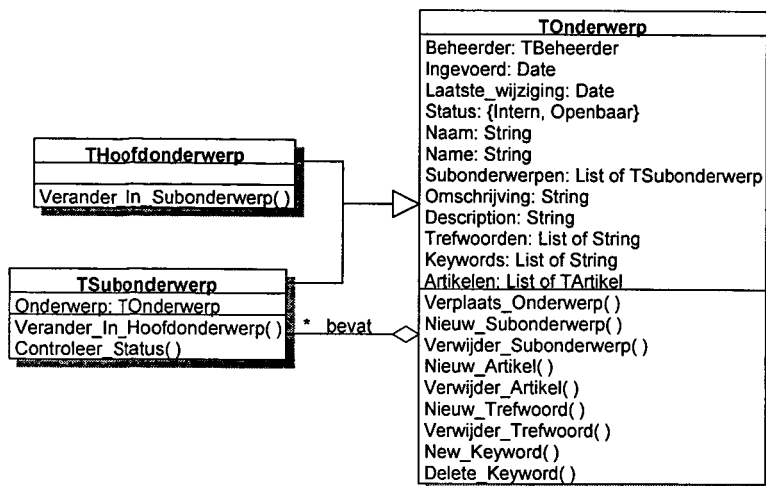 THoofdonderwerp
Verander_In_Subonderwerp( )
TSubonderwerp
Onderwerp: TOnderwerp
Verander_In_Hoofdonderwerp( )
Controleer_Status( )
* bevat
TOnderwerp
Beheerder: TBeheerder
Ingevoerd: Date
Laatste_wijziging: Date
Status: {Intern, Openbaar}
Naam: String
Name: String
Subonderwerpen: List of TSubonderwerp
Omschrijving: String
Description: String
Trefwoorden: List of String
Keywords: List of String
Artikelen: List of TArtikel
Verplaats_Onderwerp( )
Nieuw_Subonderwerp( )
Verwijder_Subonderwerp( )
Nieuw_Artikel( )
Verwijder_Artikel( )
Nieuw_Trefwoord( )
Verwijder_Trefwoord( )
New_Keyword( )
Delete_Keyword( )